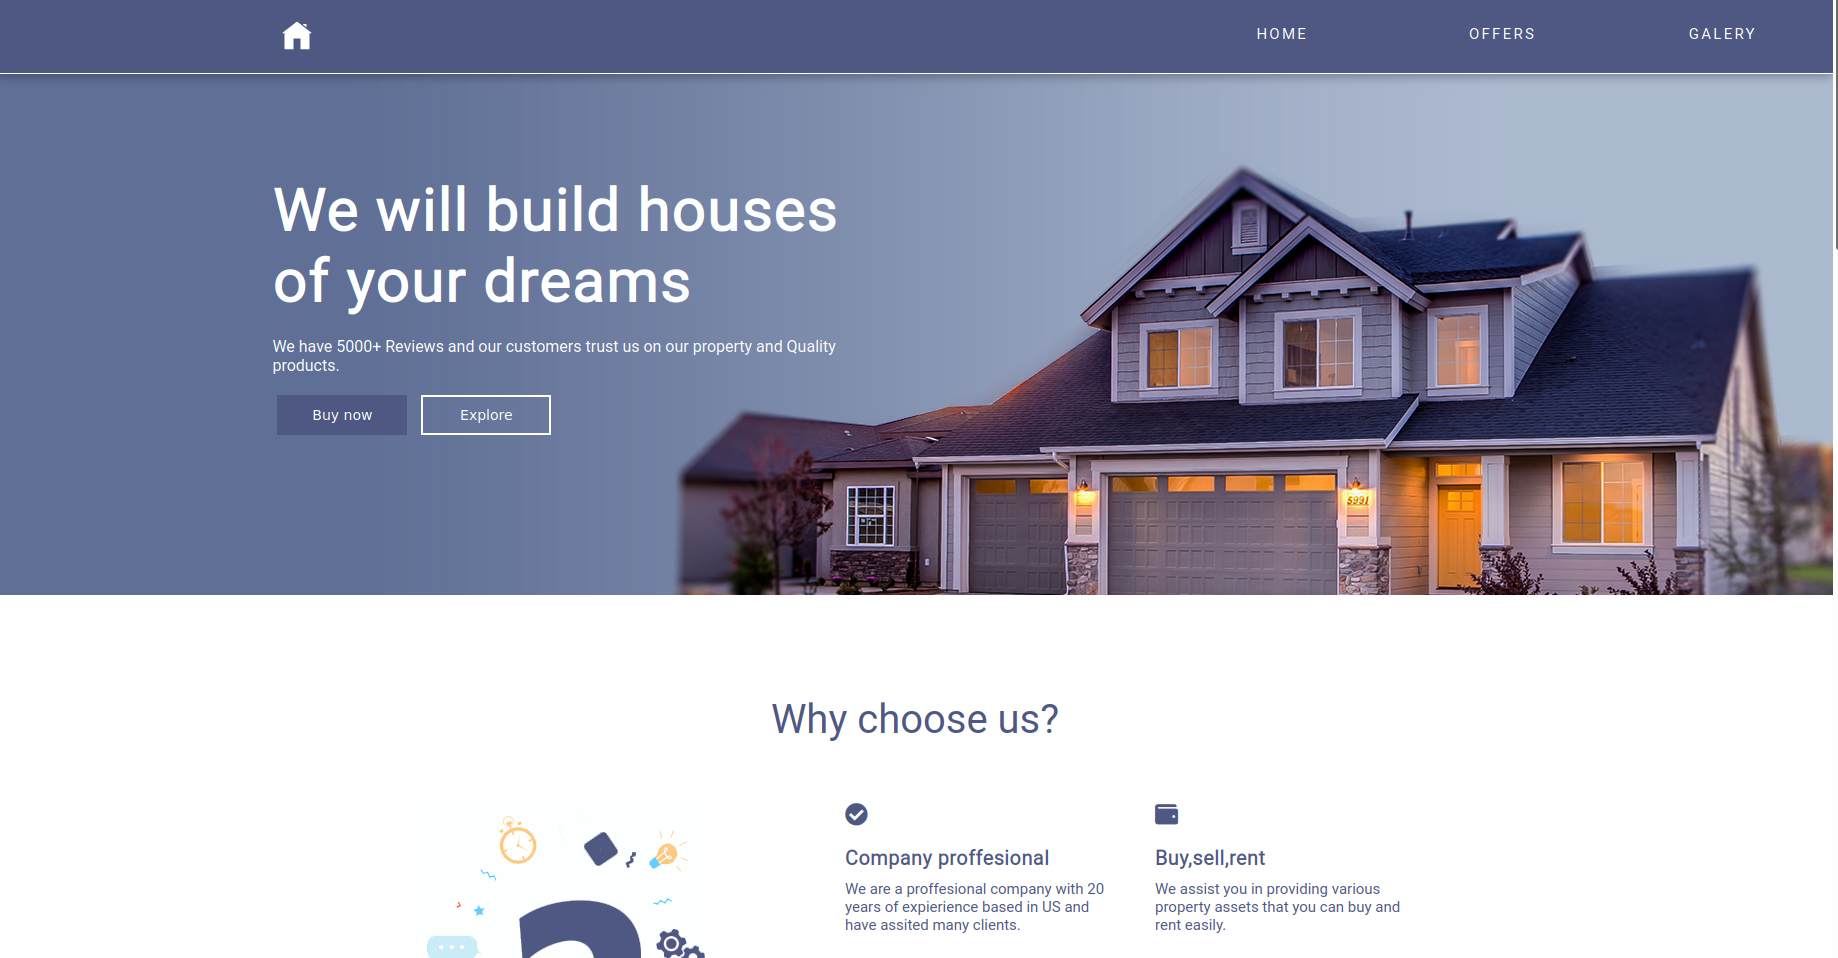 HOME OFFERS GALERY
We will build houses
of your dreams
We have 5000+ Reviews and our customers trust us on our property and Quality
products.
Buy now Explore
5991
Why choose us?
Company proffesional
We are a proffesional company with 20
years of expierience based in US and
have assited many clients.
Buy,sell,rent
We assist you in providing various
property assets that you can buy and
rent easily.